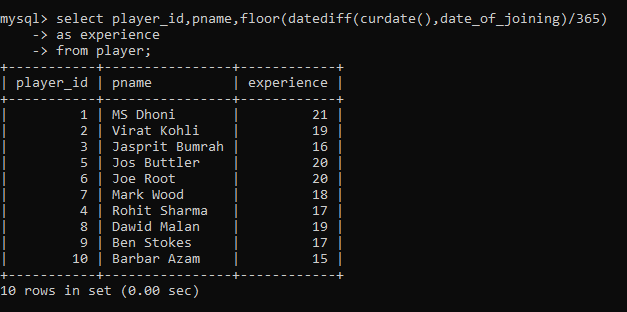 mysql> select player_id,pname,floor(datediff(curdate(),date_of_joining)/365)
    -> as experience
    -> from player;
+-----------+---------------+------------+
| player_id | pname          | experience |
+-----------+---------------+------------+
|         1 | MS Dhoni       |         21 |
|         2 | Virat Kohli    |         19 |
|         3 | Jasprit Bumrah |         16 |
|         5 | Jos Buttler    |         20 |
|         6 | Joe Root       |         20 |
|         7 | Mark Wood      |         18 |
|         4 | Rohit Sharma   |         17 |
|         8 | Dawid Malan    |         19 |
|         9 | Ben Stokes     |         17 |
|        10 | Barbar Azam    |         15 |
+-----------+---------------+------------+
10 rows in set (0.00 sec)